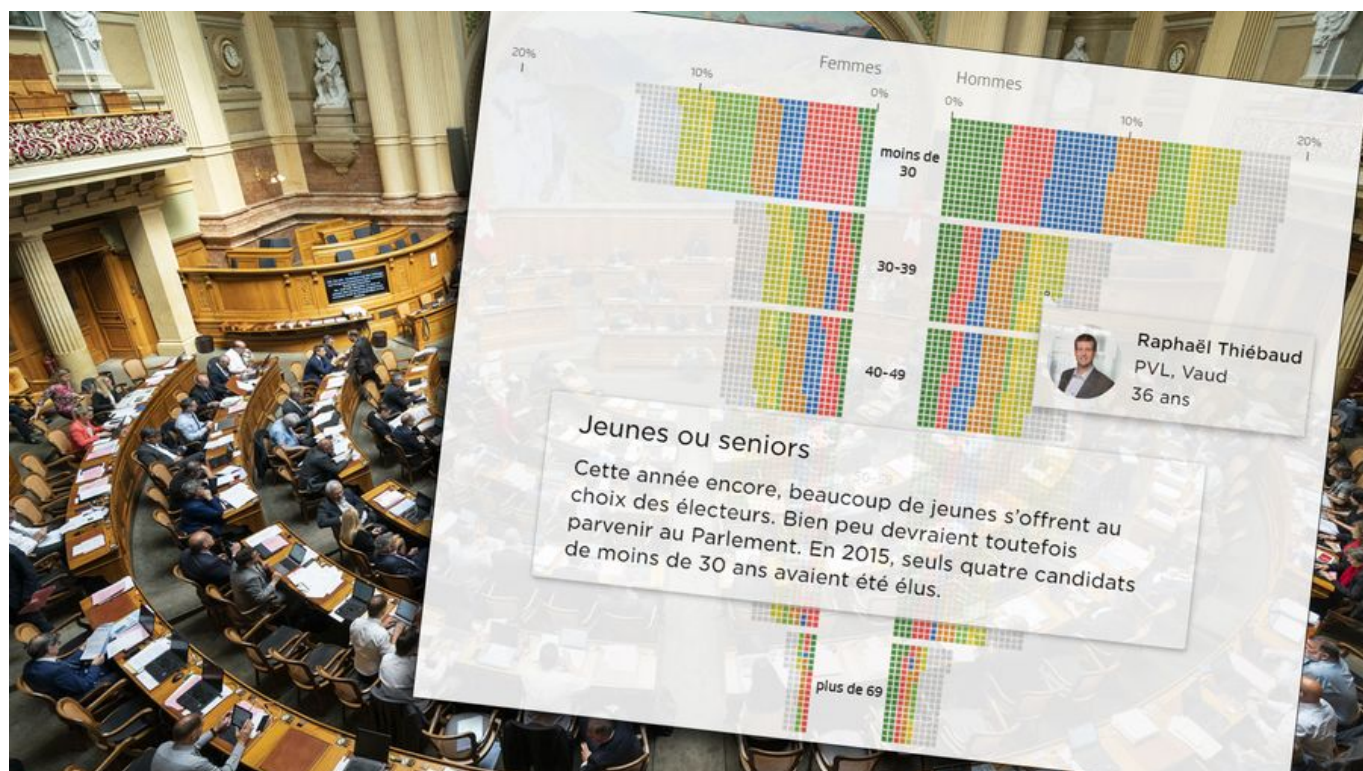 Femmes
Hommes
20%
10%
0%
0%
10%
20%
moins de
30
30-39
40-49
Raphaël Thiébaud
PVL, Vaud
36 ans
Jeunes ou seniors
Cette année encore, beaucoup de jeunes s’offrent au
choix des électeurs. Bien peu devraient toutefois
parvenir au Parlement. En 2015, seuls quatre candidats
de moins de 30 ans avaient été élus.
plus de 69